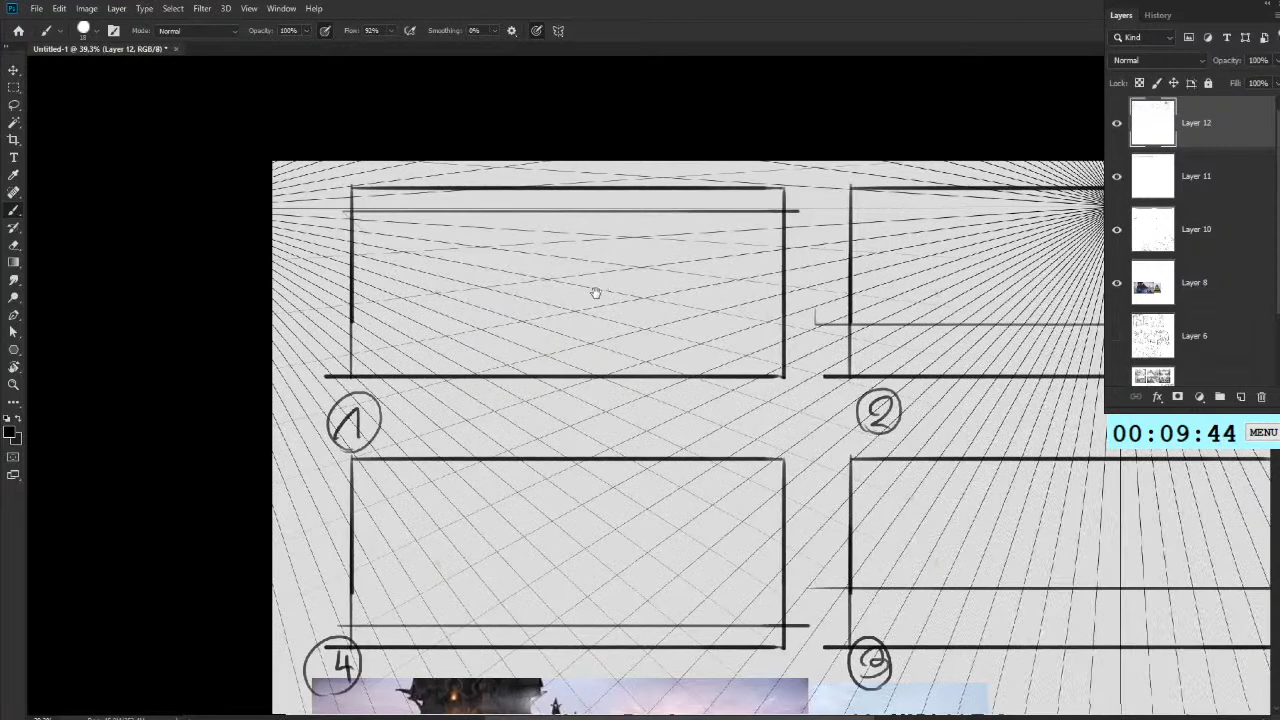 Ps File Edit Image Layer Type Select Filter 3D View Window Help
18 Mode: Normal Opacity: 100% Flow: 92% Smoothing: 0%
Untitled-1 @ 39,3% (Layer 12, RGB/8) * ×
Layers History
Kind
Normal Opacity: 100%
Lock: Fill: 100%
Layer 12
Layer 11
Layer 10
Layer 8
Layer 6
00:09:44 MENU
1
2
4
3